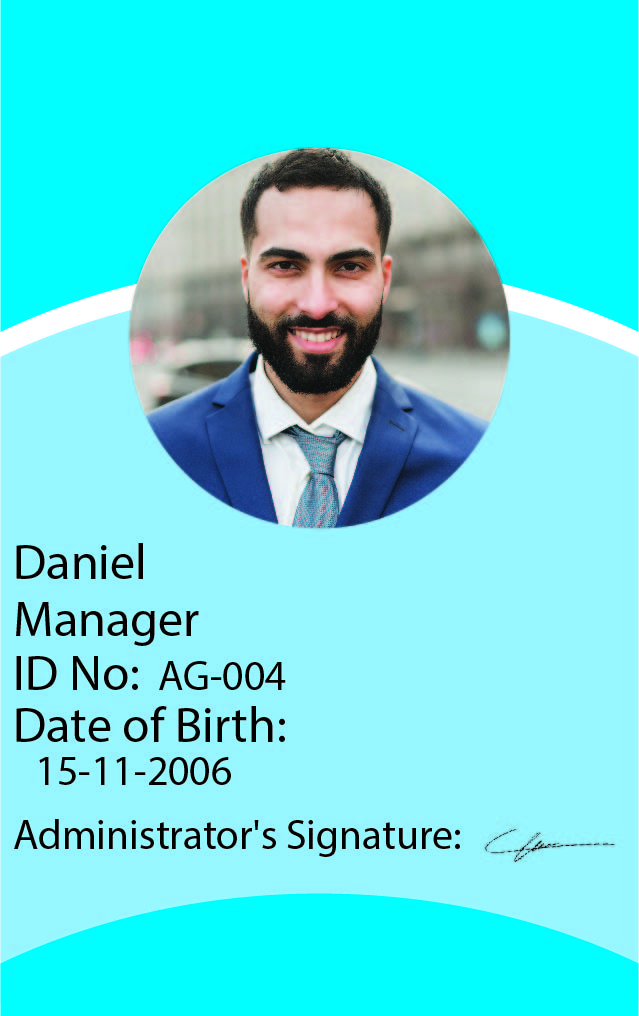 Daniel
Manager
ID No: AG-004
Date of Birth:
15-11-2006
Administrator's Signature: